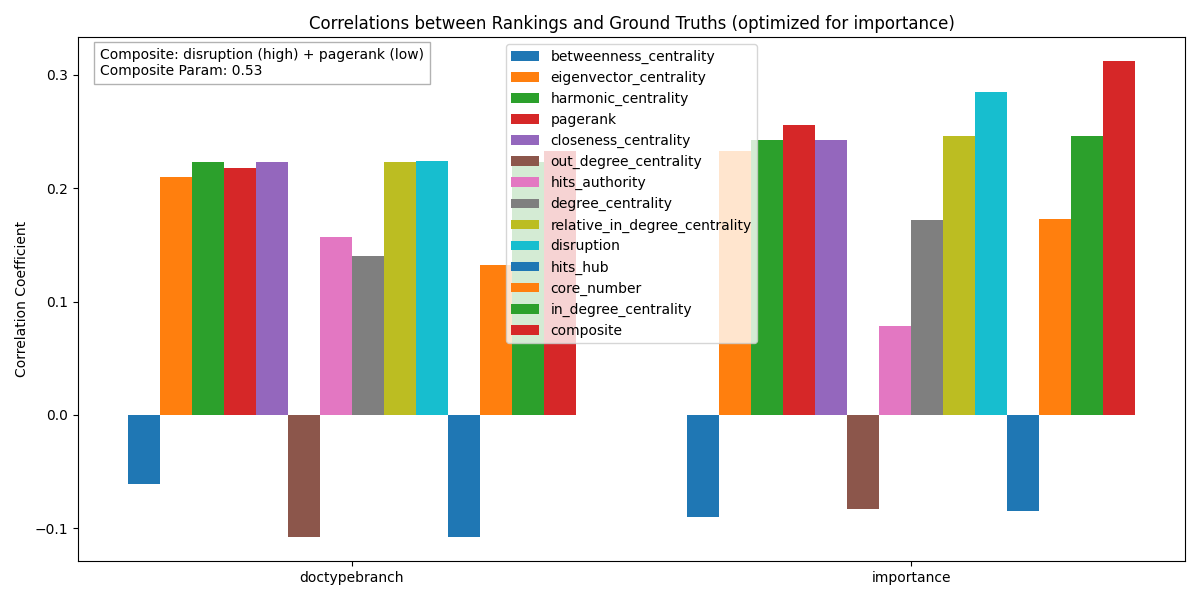 Correlations between Rankings and Ground Truths (optimized for importance)
Composite: disruption (high) + pagerank (low)
Composite Param: 0.53
betweenness_centrality
eigenvector_centrality
harmonic_centrality
pagerank
closeness_centrality
out_degree_centrality
hits_authority
degree_centrality
relative_in_degree_centrality
disruption
hits_hub
core_number
in_degree_centrality
composite
Correlation Coefficient
0.3
0.2
0.1
0.0
−0.1
doctypebranch
importance